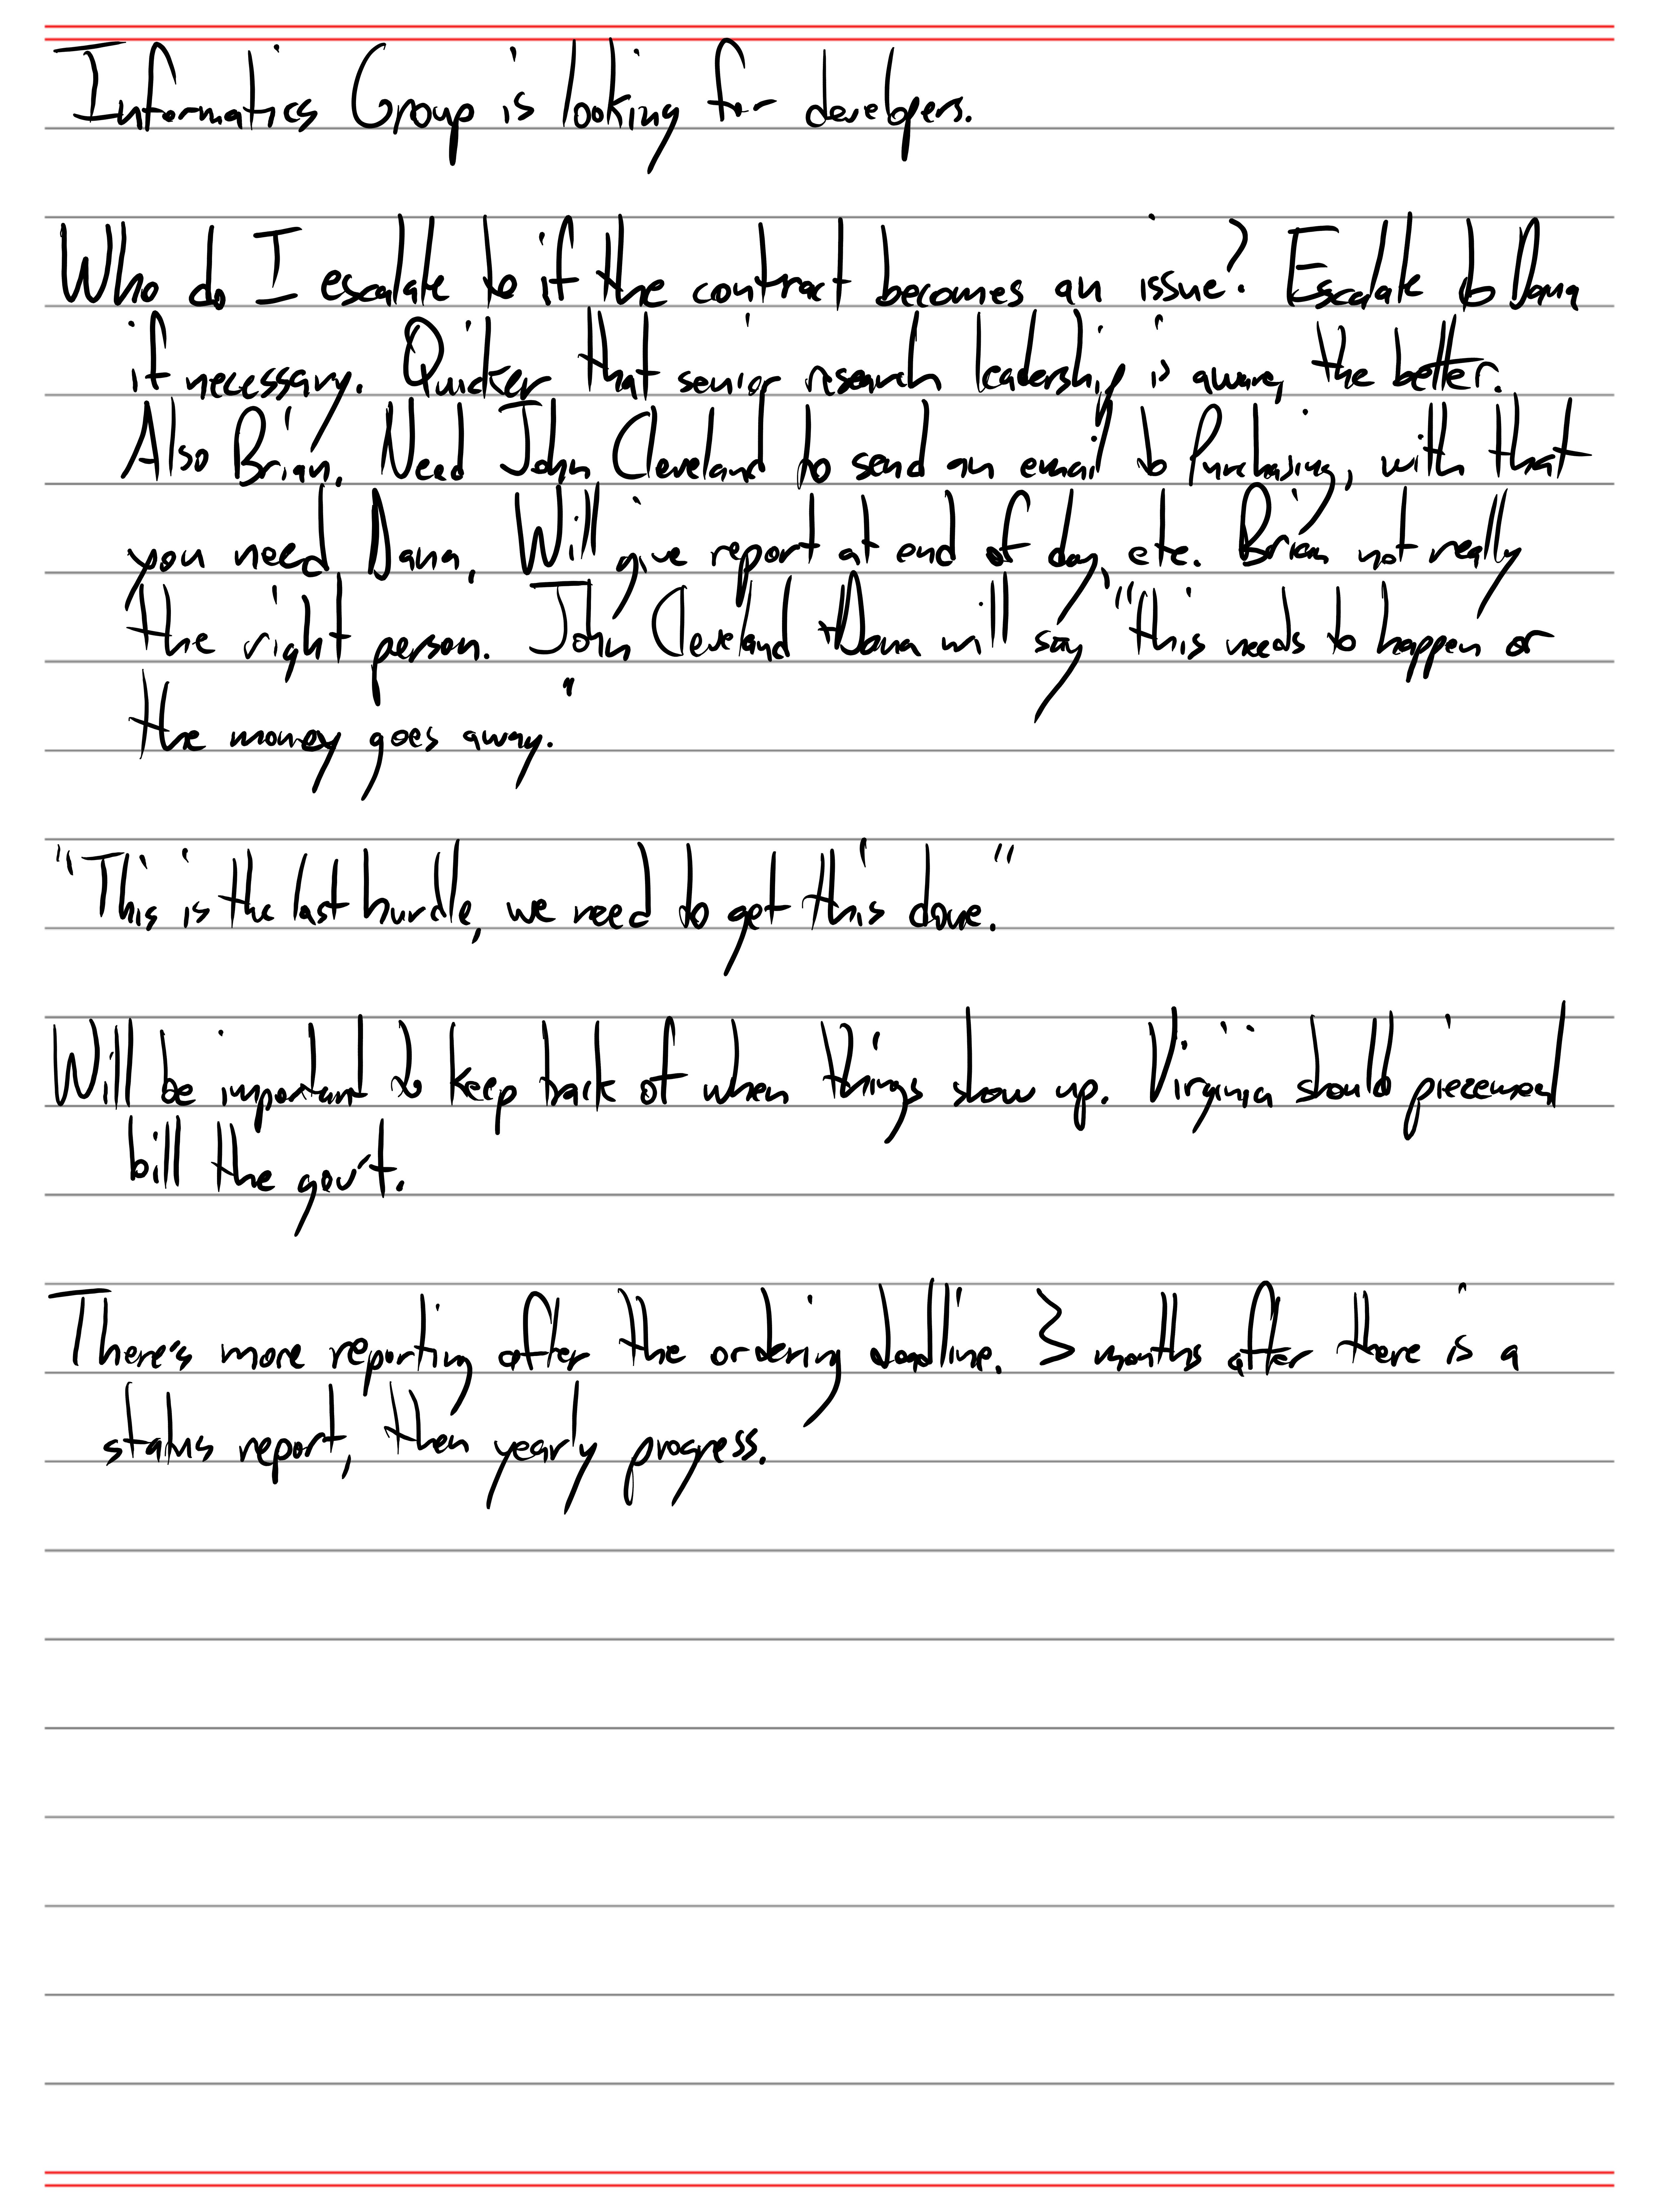 Informatics Group is looking for developers.
Who do I escalate to if the contract becomes an issue? Escalate to Dana
if necessary. Quicker that senior research leadership is aware, the better.
Also Brian. Need John Cleveland to send an email to Purchasing, with that
you need Dana. Will give report at end of day, etc. Brian not really
the right person. John Cleveland + Dana will say "this needs to happen or
the money goes away."
"This is the last hurdle, we need to get this done."
Will be important to keep track of when things show up. Virginia should piecemeal
bill the gov't.
There's more reporting after the ordering deadline. 3 months after there is a
status report, then yearly progress.